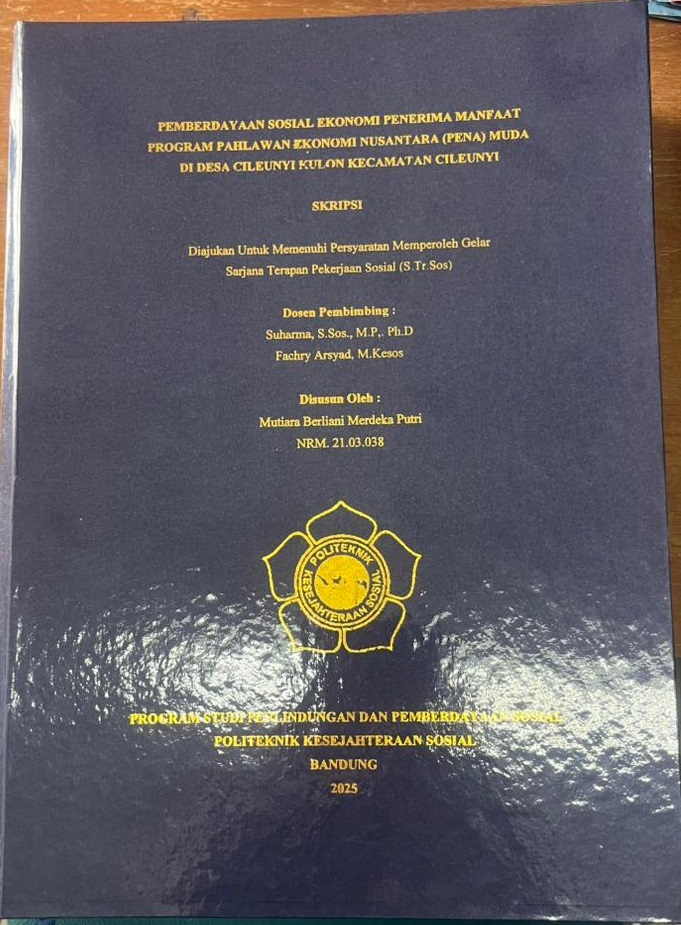 PEMBERDAYAAN SOSIAL EKONOMI PENERIMA MANFAAT
PROGRAM PAHLAWAN EKONOMI NUSANTARA (PENA) MUDA
DI DESA CILEUNYI KULON KECAMATAN CILEUNYI
SKRIPSI
Diajukan Untuk Memenuhi Persyaratan Memperoleh Gelar
Sarjana Terapan Pekerjaan Sosial (S.Tr.Sos)
Dosen Pembimbing :
Suharma, S.Sos., M.P,. Ph.D
Fachry Arsyad, M.Kesos
Disusun Oleh :
Mutiara Berliani Merdeka Putri
NRM. 21.03.038
POLITEKNIK
KESEJAHTERAAN SOSIAL
PROGRAM STUDI PERLINDUNGAN DAN PEMBERDAYAAN SOSIAL
POLITEKNIK KESEJAHTERAAN SOSIAL
BANDUNG
2025